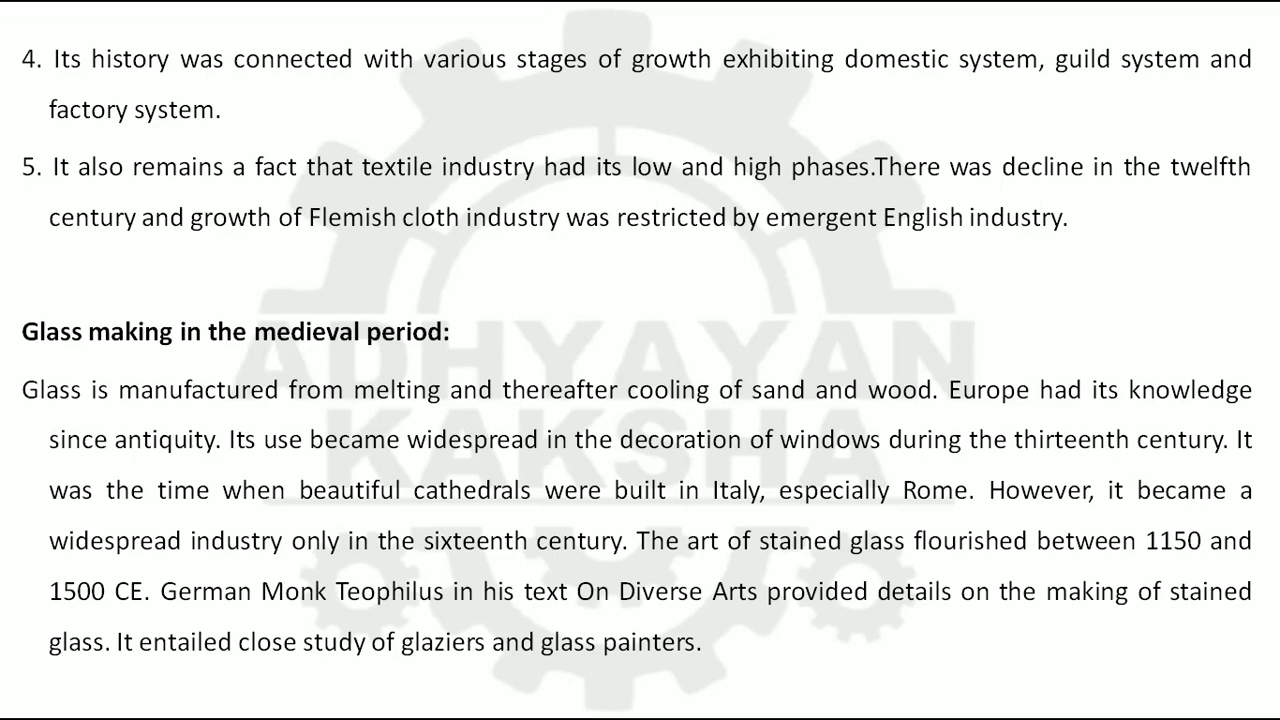 4. Its history was connected with various stages of growth exhibiting domestic system, guild system and
factory system.
5. It also remains a fact that textile industry had its low and high phases.There was decline in the twelfth
century and growth of Flemish cloth industry was restricted by emergent English industry.
Glass making in the medieval period:
Glass is manufactured from melting and thereafter cooling of sand and wood. Europe had its knowledge
since antiquity. Its use became widespread in the decoration of windows during the thirteenth century. It
was the time when beautiful cathedrals were built in Italy, especially Rome. However, it became a
widespread industry only in the sixteenth century. The art of stained glass flourished between 1150 and
1500 CE. German Monk Teophilus in his text On Diverse Arts provided details on the making of stained
glass. It entailed close study of glaziers and glass painters.
ADHYAYAN
KAKSHA